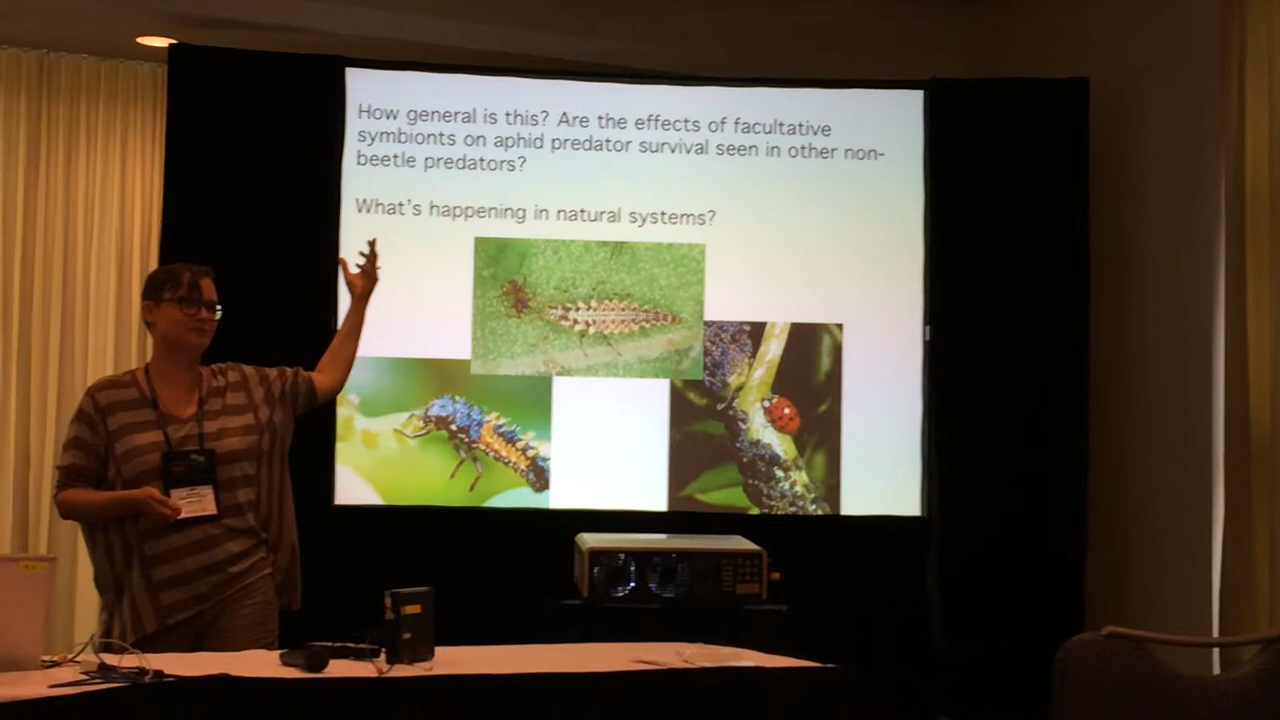 How general is this? Are the effects of facultative
symbionts on aphid predator survival seen in other non-
beetle predators?
What's happening in natural systems?